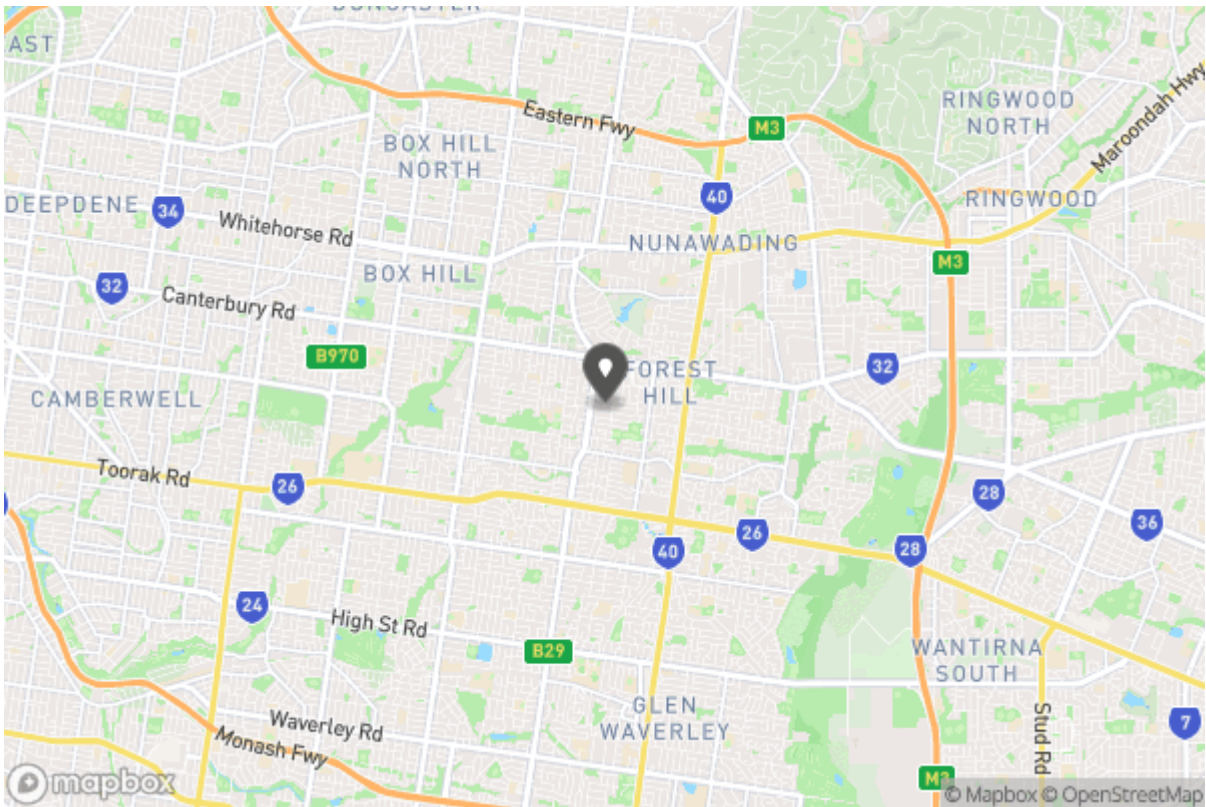 DONCASTER
AST
Eastern Fwy
M3
RINGWOOD
NORTH
Maroondah Hwy
BOX HILL
NORTH
40
DEEPDENE
34
Whitehorse Rd
RINGWOOD
NUNAWADING
M3
BOX HILL
32
Canterbury Rd
B970
FOREST
HILL
32
CAMBERWELL
Toorak Rd
26
28
36
26
40
28
24
High St Rd
B29
WANTIRNA
SOUTH
GLEN
WAVERLEY
Waverley Rd
Monash Fwy
Stud Rd
7
M3
mapbox
© Mapbox © OpenStreetMap